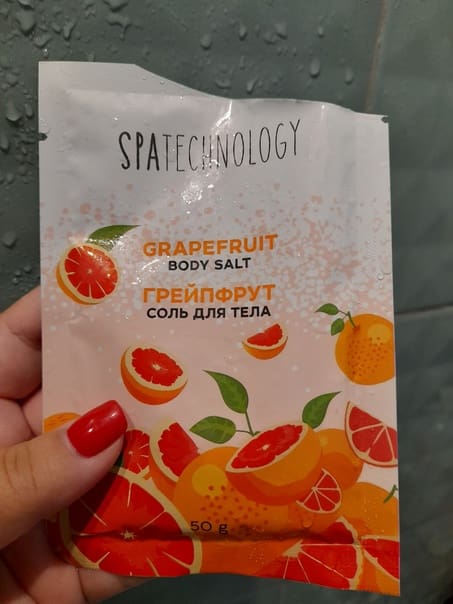 SPATECHNOLOGY
GRAPEFRUIT
BODY SALT
ГРЕЙПФРУТ
СОЛЬ ДЛЯ ТЕЛА
50 g